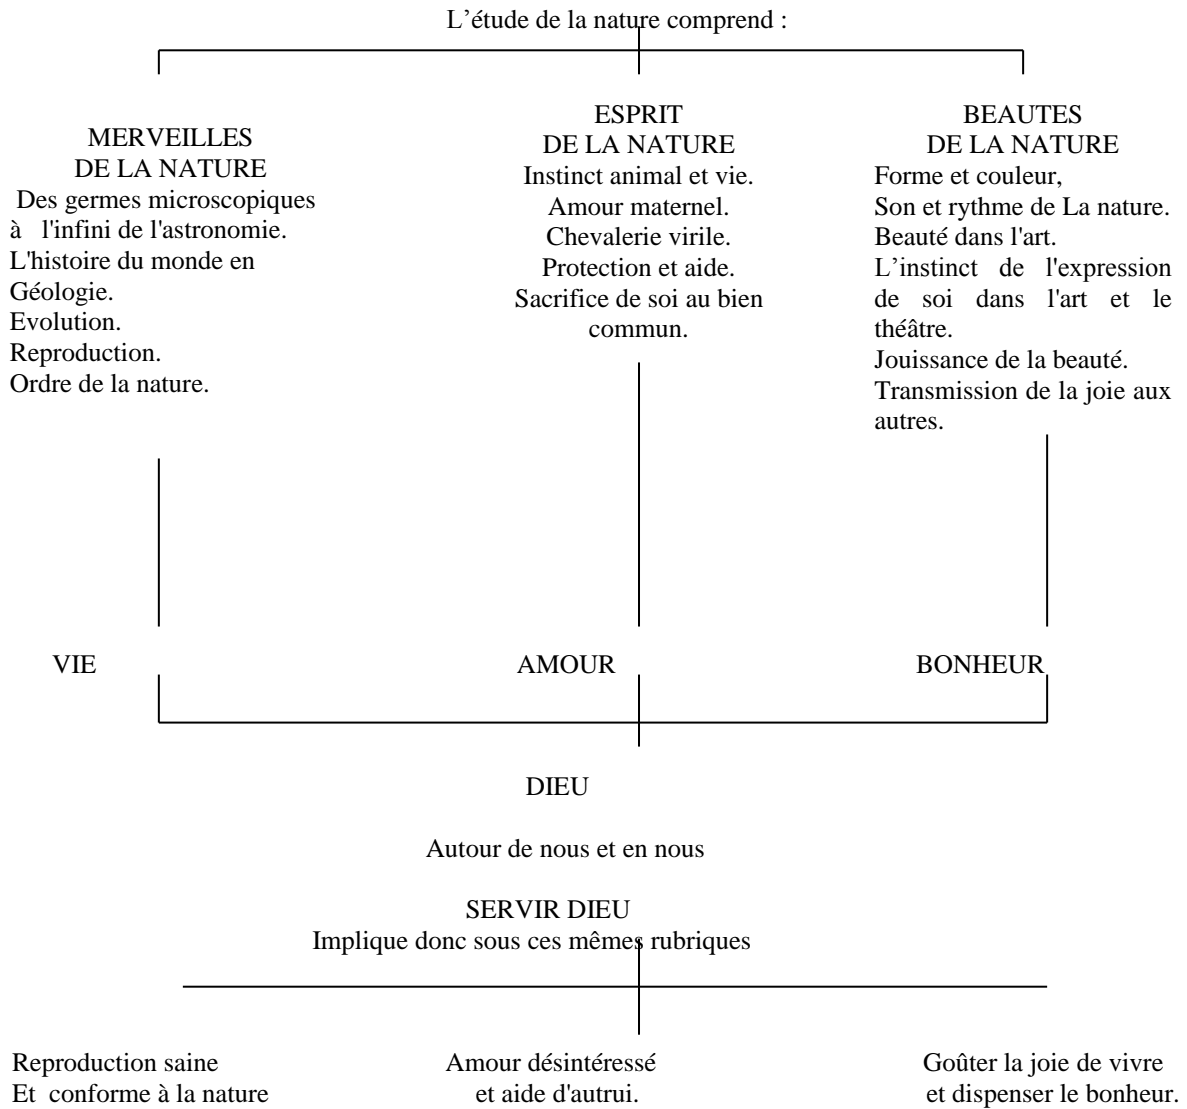 L’étude de la nature comprend :
MERVEILLES
DE LA NATURE
Des germes microscopiques
à l'infini de l'astronomie.
L'histoire du monde en
Géologie.
Evolution.
Reproduction.
Ordre de la nature.
ESPRIT
DE LA NATURE
Instinct animal et vie.
Amour maternel.
Chevalerie virile.
Protection et aide.
Sacrifice de soi au bien
commun.
BEAUTES
DE LA NATURE
Forme et couleur,
Son et rythme de La nature.
Beauté dans l'art.
L’instinct de l'expression
de soi dans l'art et le
théâtre.
Jouissance de la beauté.
Transmission de la joie aux
autres.
VIE
AMOUR
BONHEUR
DIEU
Autour de nous et en nous
SERVIR DIEU
Implique donc sous ces mêmes rubriques
Reproduction saine
Et conforme à la nature
Amour désintéressé
et aide d'autrui.
Goûter la joie de vivre
et dispenser le bonheur.